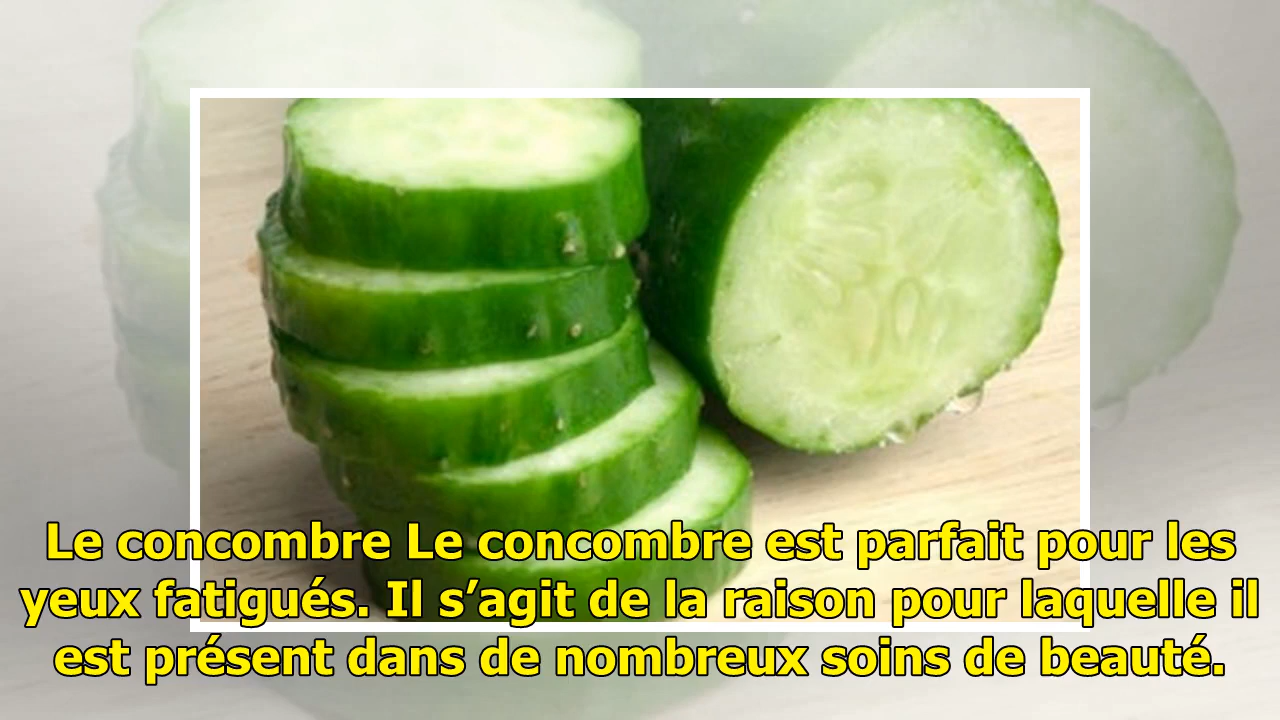 Le concombre Le concombre est parfait pour les
yeux fatigués. Il s’agit de la raison pour laquelle il
est présent dans de nombreux soins de beauté.